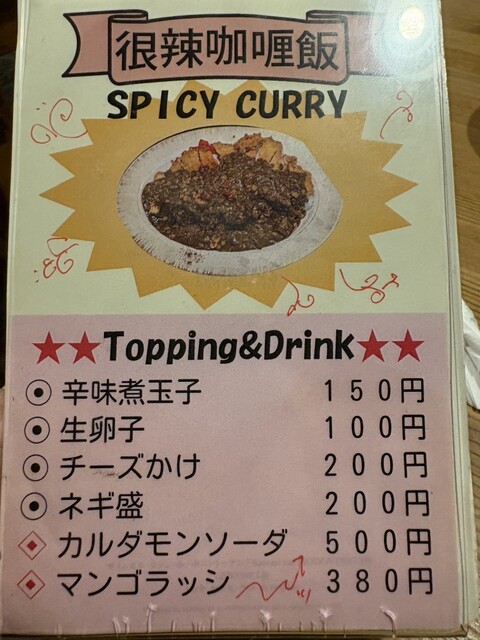 很辣咖喱飯
SPICY CURRY
★★Topping&Drink★★
◉ 辛味煮玉子 150円
◉ 生卵子 100円
◉ チーズかけ 200円
◉ ネギ盛 200円
◈ カルダモンソーダ 500円
◈ マンゴラッシ 380円